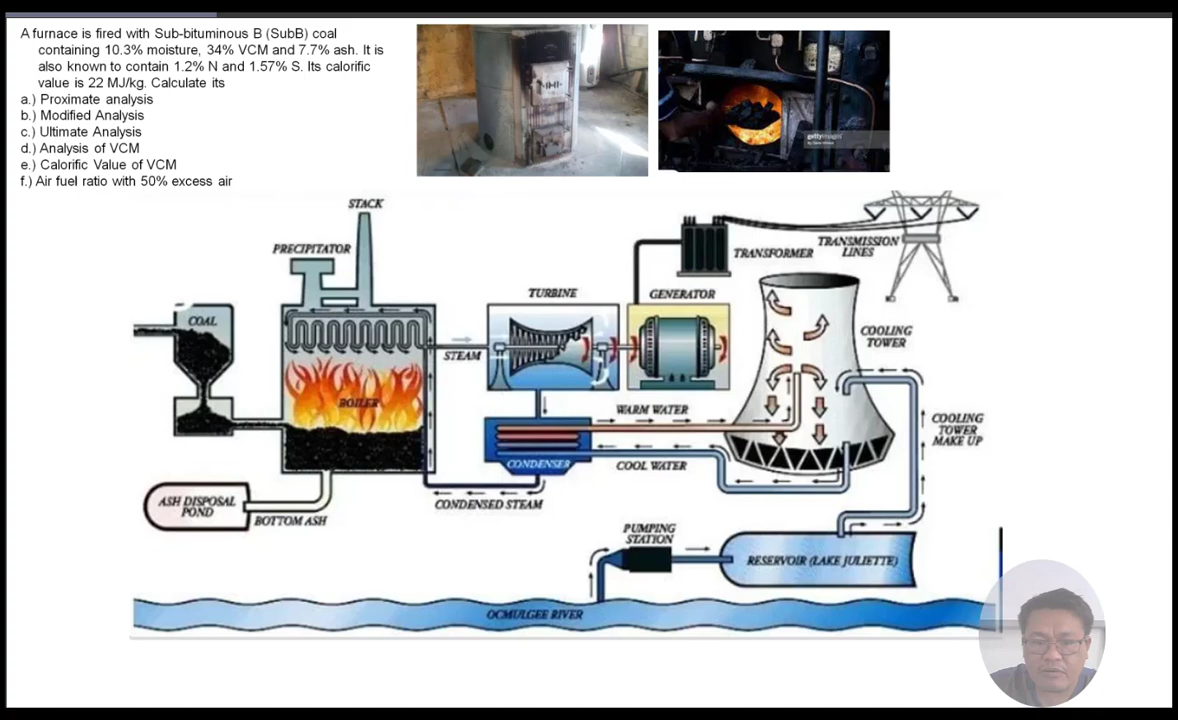 A furnace is fired with Sub-bituminous B (SubB) coal
containing 10.3% moisture, 34% VCM and 7.7% ash. It is
also known to contain 1.2% N and 1.57% S. Its calorific
value is 22 MJ/kg. Calculate its
a.) Proximate analysis
b.) Modified Analysis
c.) Ultimate Analysis
d.) Analysis of VCM
e.) Calorific Value of VCM
f.) Air fuel ratio with 50% excess air
gettyimages
STACK
PRECIPITATOR
TRANSFORMER
TRANSMISSION
LINES
TURBINE
GENERATOR
COAL
COOLING
TOWER
STEAM
BOILER
WARM WATER
COOLING
TOWER
MAKE UP
CONDENSER
COOL WATER
ASH DISPOSAL
POND
BOTTOM ASH
CONDENSED STEAM
PUMPING
STATION
RESERVOIR (LAKE JULIETTE)
OCMULGEE RIVER